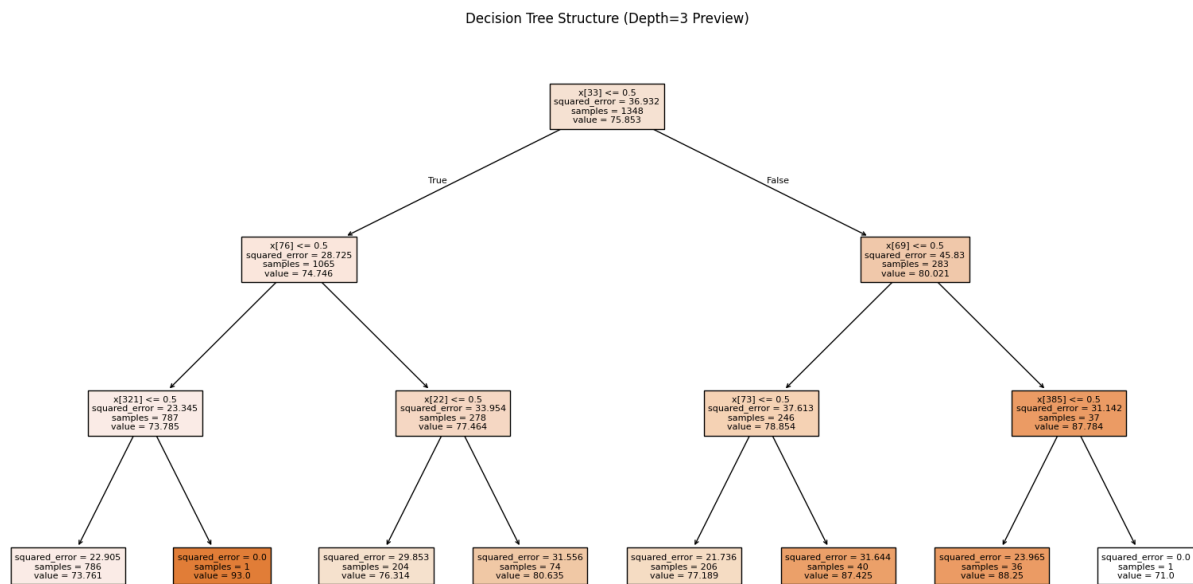 Decision Tree Structure (Depth=3 Preview)
x[33] <= 0.5
squared_error = 36.932
samples = 1348
value = 75.853
True
False
x[76] <= 0.5
squared_error = 28.725
samples = 1065
value = 74.746
x[69] <= 0.5
squared_error = 45.83
samples = 283
value = 80.021
x[321] <= 0.5
squared_error = 23.345
samples = 787
value = 73.785
x[22] <= 0.5
squared_error = 33.954
samples = 278
value = 77.464
x[73] <= 0.5
squared_error = 37.613
samples = 246
value = 78.854
x[385] <= 0.5
squared_error = 31.142
samples = 37
value = 87.784
squared_error = 22.905
samples = 786
value = 73.761
squared_error = 0.0
samples = 1
value = 93.0
squared_error = 29.853
samples = 204
value = 76.314
squared_error = 31.556
samples = 74
value = 80.635
squared_error = 21.736
samples = 206
value = 77.189
squared_error = 31.644
samples = 40
value = 87.425
squared_error = 23.965
samples = 36
value = 88.25
squared_error = 0.0
samples = 1
value = 71.0